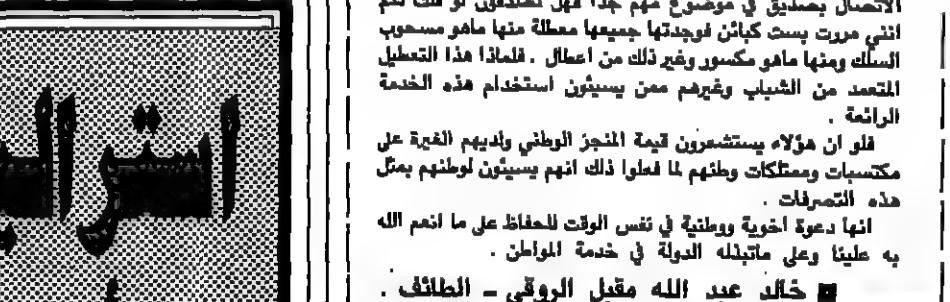 الاتصال بصديق في موضوع مهم جدا فهل تصدقون لو قلت لكم
انني مررت بست كبائن فوجدتها جميعها معطلة منها ماهو مسحوب
السلك ومنها ماهو مكسور وغير ذلك من اعطال . فلماذا هذا التعطيل
المتعمد من الشباب وغيرهم ممن يسيئون استخدام هذه الخدمة
الرائعة .
فلو ان هؤلاء يستشعرون قيمة المنجز الوطني ولديهم الغيرة على
مكتسبات وممتلكات وطنهم لما فعلوا ذلك انهم يسيئون لوطنهم بمثل
هذه التصرفات .
انها دعوة اخوية ووطنية في نفس الوقت للحفاظ على ما انعم الله
به علينا وعلى ماتبذله الدولة في خدمة المواطن .
خالد عبد الله مقبل الروقي - الطائف .